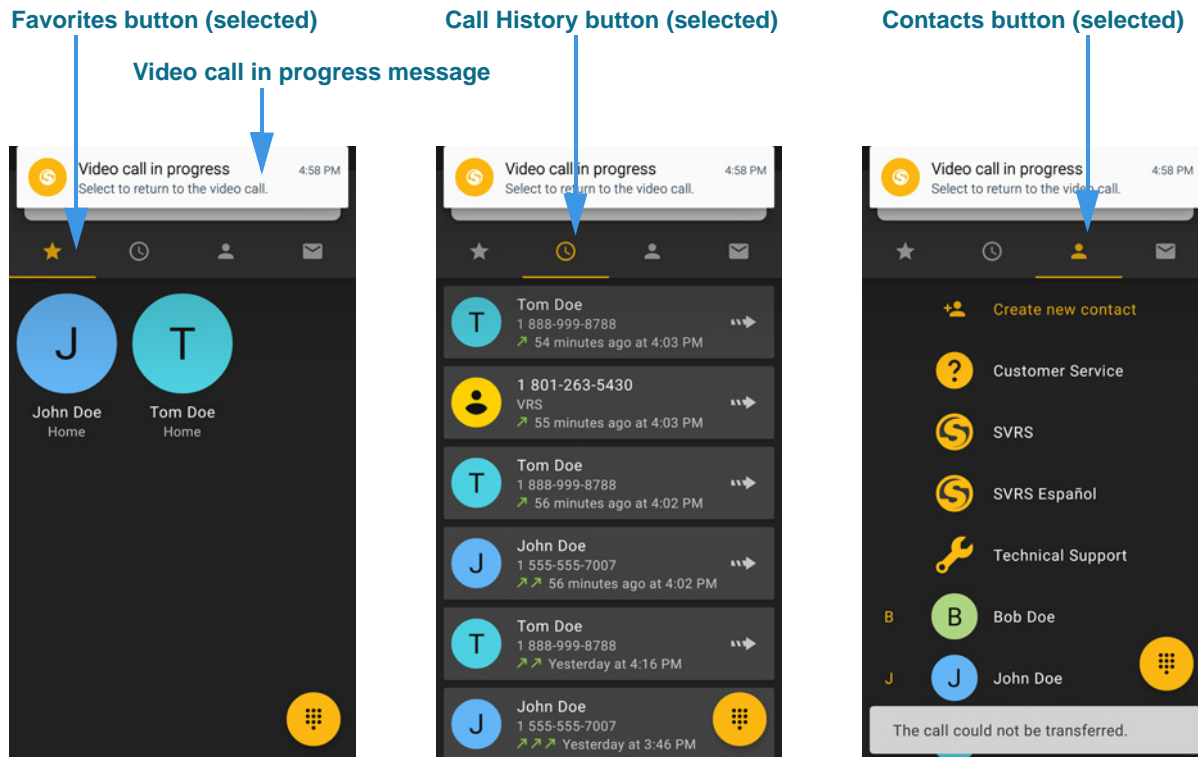 Favorites button (selected)
Call History button (selected)
Contacts button (selected)
Video call in progress message
Video call in progress
4:58 PM
Select to return to the video call.
J
T
John Doe
Tom Doe
Home
Home
Video call in progress
4:58 PM
Select to return to the video call.
Tom Doe
T
1 888-999-8788
54 minutes ago at 4:03 PM
1 801-263-5430
VRS
55 minutes ago at 4:03 PM
Tom Doe
T
1 888-999-8788
56 minutes ago at 4:02 PM
John Doe
J
1 555-555-7007
56 minutes ago at 4:02 PM
Tom Doe
T
1 888-999-8788
Yesterday at 4:16 PM
John Doe
J
1 555-555-7007
Yesterday at 3:46 PM
Video call in progress
4:58 PM
Select to return to the video call.
Create new contact
? Customer Service
S SVRS
S SVRS Español
Technical Support
B B Bob Doe
J J John Doe
The call could not be transferred.